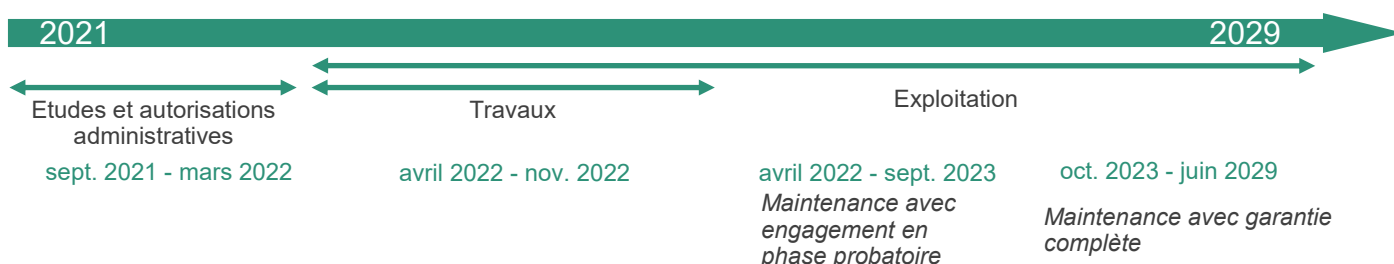 2021
2029
Etudes et autorisations
administratives
sept. 2021 - mars 2022
Travaux
avril 2022 - nov. 2022
Exploitation
avril 2022 - sept. 2023
Maintenance avec
engagement en
phase probatoire
oct. 2023 - juin 2029
Maintenance avec garantie
complète